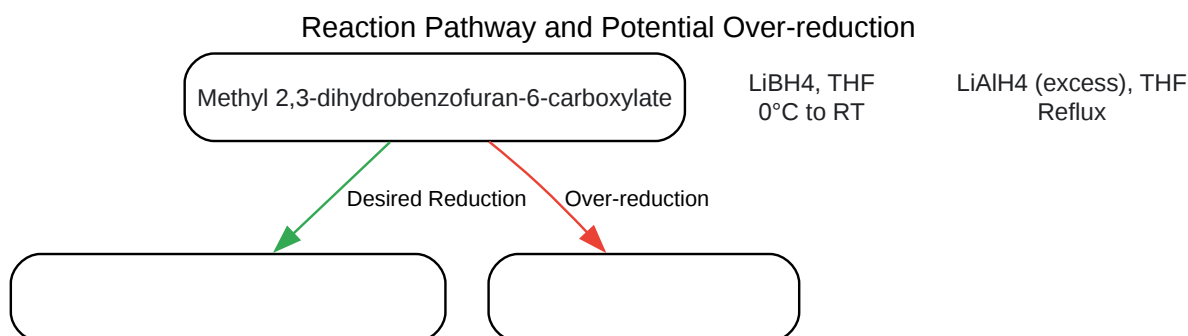 Reaction Pathway and Potential Over-reduction
Methyl 2,3-dihydrobenzofuran-6-carboxylate
LiBH4, THF
0°C to RT
LiAlH4 (excess), THF
Reflux
Desired Reduction
Over-reduction